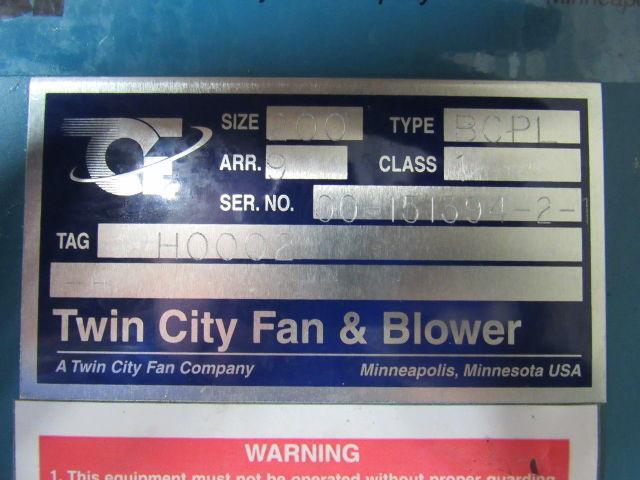 SIZE 200 TYPE BCPL
ARR. 9 CLASS 1
SER. NO. 00-151594-2-1
TAG H0002
--
Twin City Fan & Blower
A Twin City Fan Company Minneapolis, Minnesota USA
WARNING
1. This equipment must not be operated without proper guarding